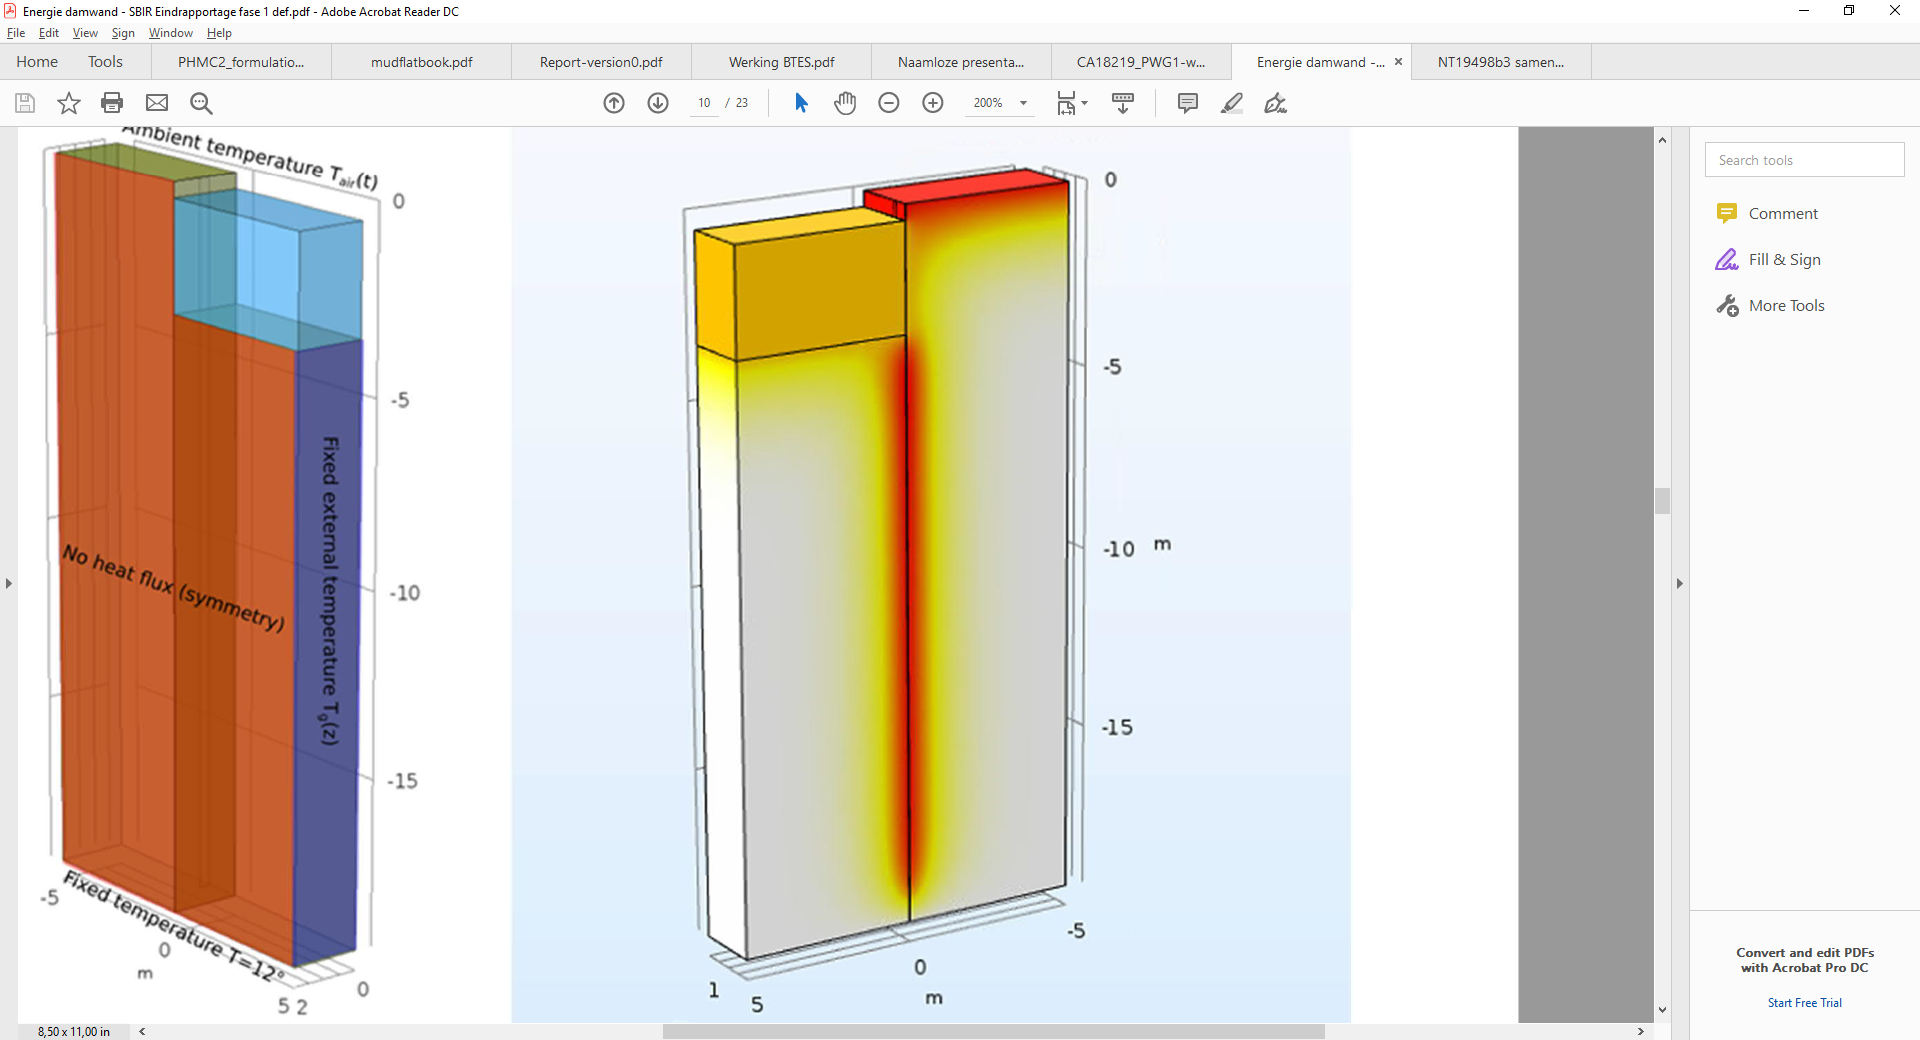 Energie damwand - SBIR Eindrapportage fase 1 def.pdf - Adobe Acrobat Reader DC
File Edit View Sign Window Help
Home Tools PHMC2_formulatio... mudflatbook.pdf Report-version0.pdf Werking BTES.pdf Naamloze presenta... CA18219_PWG1-w... Energie damwand -... × NT19498b3 samen...
10 / 23 200%
Search tools
Comment
Fill & Sign
More Tools
Convert and edit PDFs
with Acrobat Pro DC
Start Free Trial
Ambient temperature Tair(t)
0
-5
-10
-15
No heat flux (symmetry)
Fixed external temperature Tg(z)
Fixed temperature T=12°
-5
0
m
5 2
0
0
-5
-10 m
-15
-5
0
m
1
5
8,50 x 11,00 in